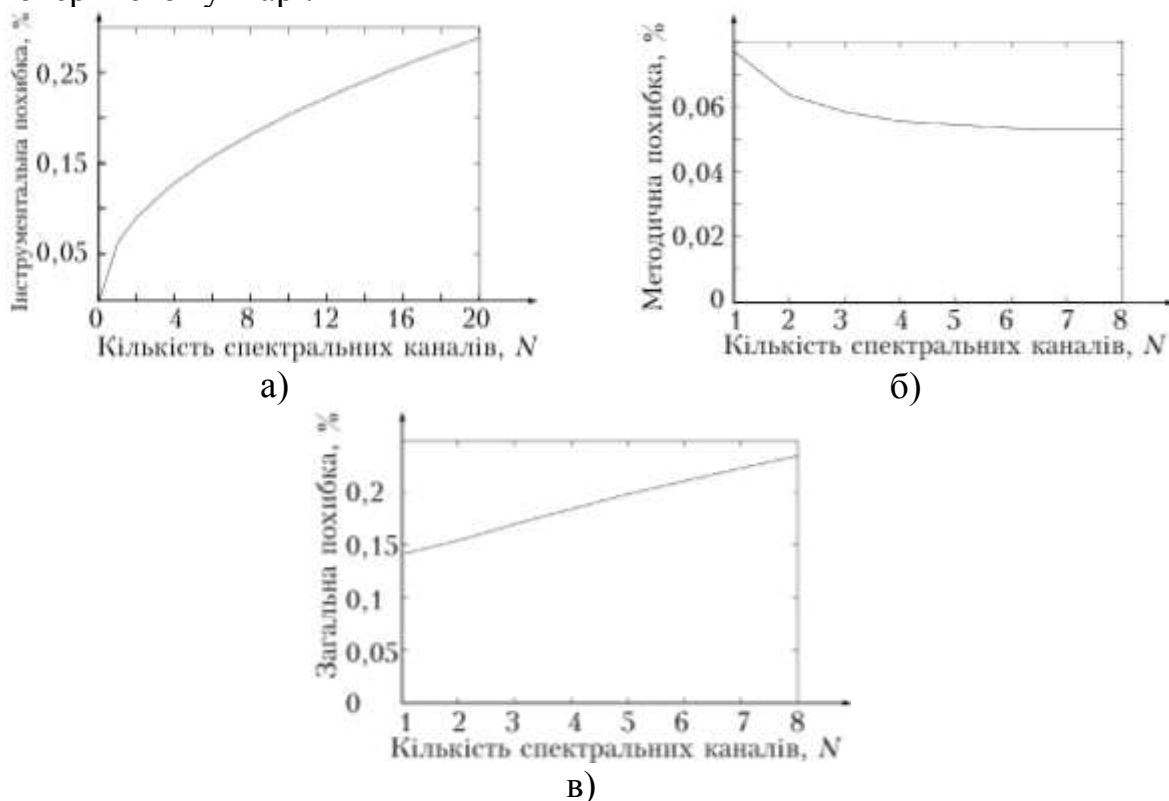 Інструментальна похибка, %
0,25
0,15
0,05
0 4 8 12 16 20
Кількість спектральних каналів, N
а)
Методична похибка, %
0,06
0,04
0,02
0
1 2 3 4 5 6 7 8
Кількість спектральних каналів, N
б)
Загальна похибка, %
0,2
0,15
0,1
0,05
0
1 2 3 4 5 6 7 8
Кількість спектральних каналів, N
в)